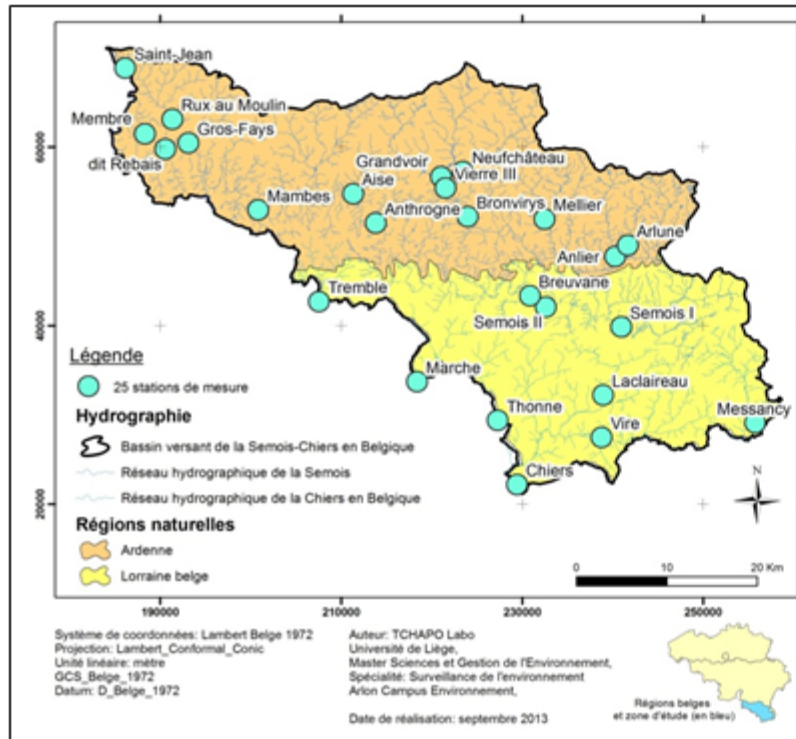 Saint-Jean
Rux au Moulin
Membre
Gros-Fays
dit Rebais
Neufchâteau
Grandvoir
Vierre III
Aise
Mambes
Bronvirys
Mellier
Anthrogne
Arlune
Anlier
60000
Tremble
Breuvane
Semois II
Semois I
40000
Légende
25 stations de mesure
Marche
Laclaireau
Messancy
Hydrographie
Thonne
Vire
Bassin versant de la Semois-Chiers en Belgique
Réseau hydrographique de la Semois
Chiers
N
Réseau hydrographique de la Chiers en Belgique
20000
Régions naturelles
Ardenne
Lorraine belge
0 10 20 Km
190000 210000 230000 250000
Système de coordonnées: Lambert Belge 1972
Projection: Lambert_Conformal_Conic
Unité linéaire: mètre
GCS_Belge_1972
Datum: D_Belge_1972
Auteur: TCHAPO Labo
Université de Liège,
Master Sciences et Gestion de l'Environnement,
Spécialité: Surveillance de l'environnement
Arlon Campus Environnement,
Date de réalisation: septembre 2013
Régions belges
et zone d'étude (en bleu)